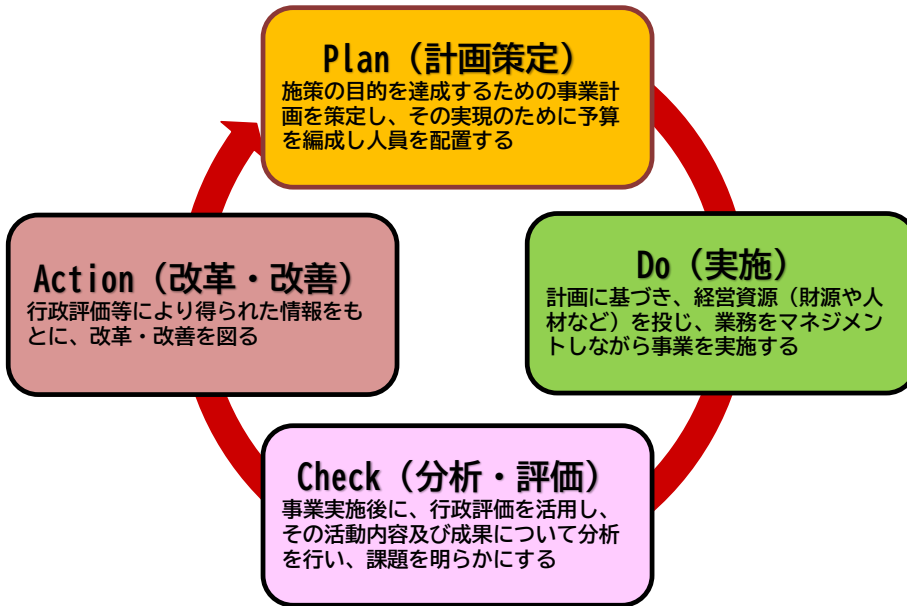 Plan（計画策定）
施策の目的を達成するための事業計
画を策定し、その実現のために予算
を編成し人員を配置する
Do（実施）
計画に基づき、経営資源（財源や人
材など）を投じ、業務をマネジメン
トしながら事業を実施する
Check（分析・評価）
事業実施後に、行政評価を活用し、
その活動内容及び成果について分析
を行い、課題を明らかにする
Action（改革・改善）
行政評価等により得られた情報をも
とに、改革・改善を図る